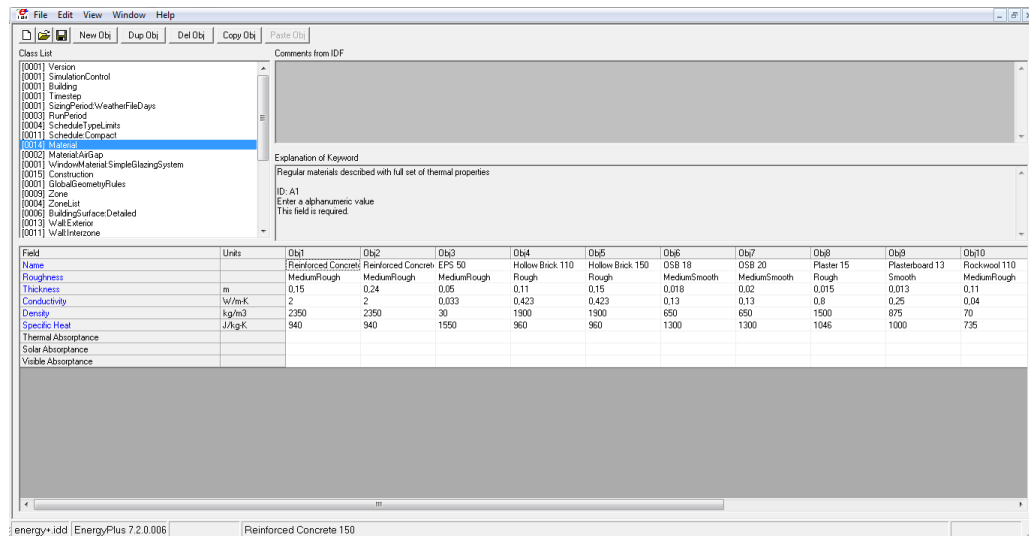 File Edit View Window Help
New Obj Dup Obj Del Obj Copy Obj Paste Obj
Class List
Comments from IDF
[0001] Version
[0001] SimulationControl
[0001] Building
[0001] Timestep
[0001] SizingPeriod:WeatherFileDays
[0003] RunPeriod
[0004] ScheduleTypeLimits
[0011] Schedule:Compact
[0014] Material
[0002] Material:AirGap
[0001] WindowMaterial:SimpleGlazingSystem
[0015] Construction
[0001] GlobalGeometryRules
[0009] Zone
[0004] ZoneList
[0006] BuildingSurface:Detailed
[0013] Wall:Exterior
[0011] Wall:Interzone
Explanation of Keyword
Regular materials described with full set of thermal properties
ID: A1
Enter a alphanumeric value
This field is required.
Field Units Obj1 Obj2 Obj3 Obj4 Obj5 Obj6 Obj7 Obj8 Obj9 Obj10
Name Reinforced Concrete Reinforced Concret EPS 50 Hollow Brick 110 Hollow Brick 150 OSB 18 OSB 20 Plaster 15 Plasterboard 13 Rockwool 110
Roughness MediumRough MediumRough MediumRough Rough Rough MediumSmooth MediumSmooth Rough Smooth MediumRough
Thickness m 0,15 0,24 0,05 0,11 0,15 0,018 0,02 0,015 0,013 0,11
Conductivity W/m-K 2 2 0,033 0,423 0,423 0,13 0,13 0,8 0,25 0,04
Density kg/m3 2350 2350 30 1900 1900 650 650 1500 875 70
Specific Heat J/kg-K 940 940 1550 960 960 1300 1300 1046 1000 735
Thermal Absorptance
Solar Absorptance
Visible Absorptance
energy+.idd EnergyPlus 7.2.0.006 Reinforced Concrete 150